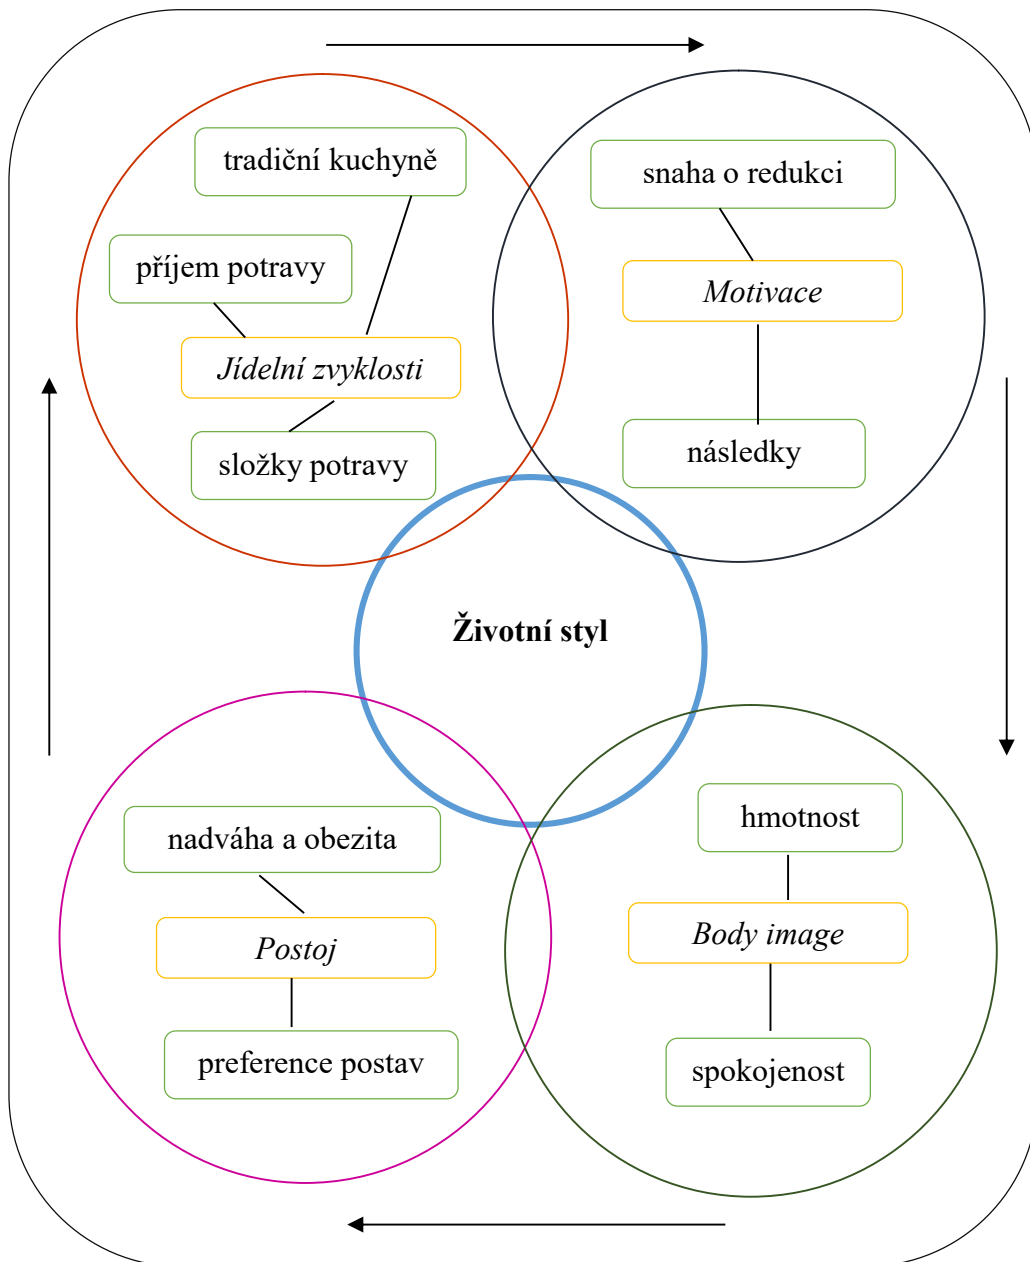 tradiční kuchyně
příjem potravy
Jídelní zvyklosti
složky potravy
snaha o redukci
Motivace
následky
Životní styl
nadváha a obezita
Postoj
preference postav
hmotnost
Body image
spokojenost